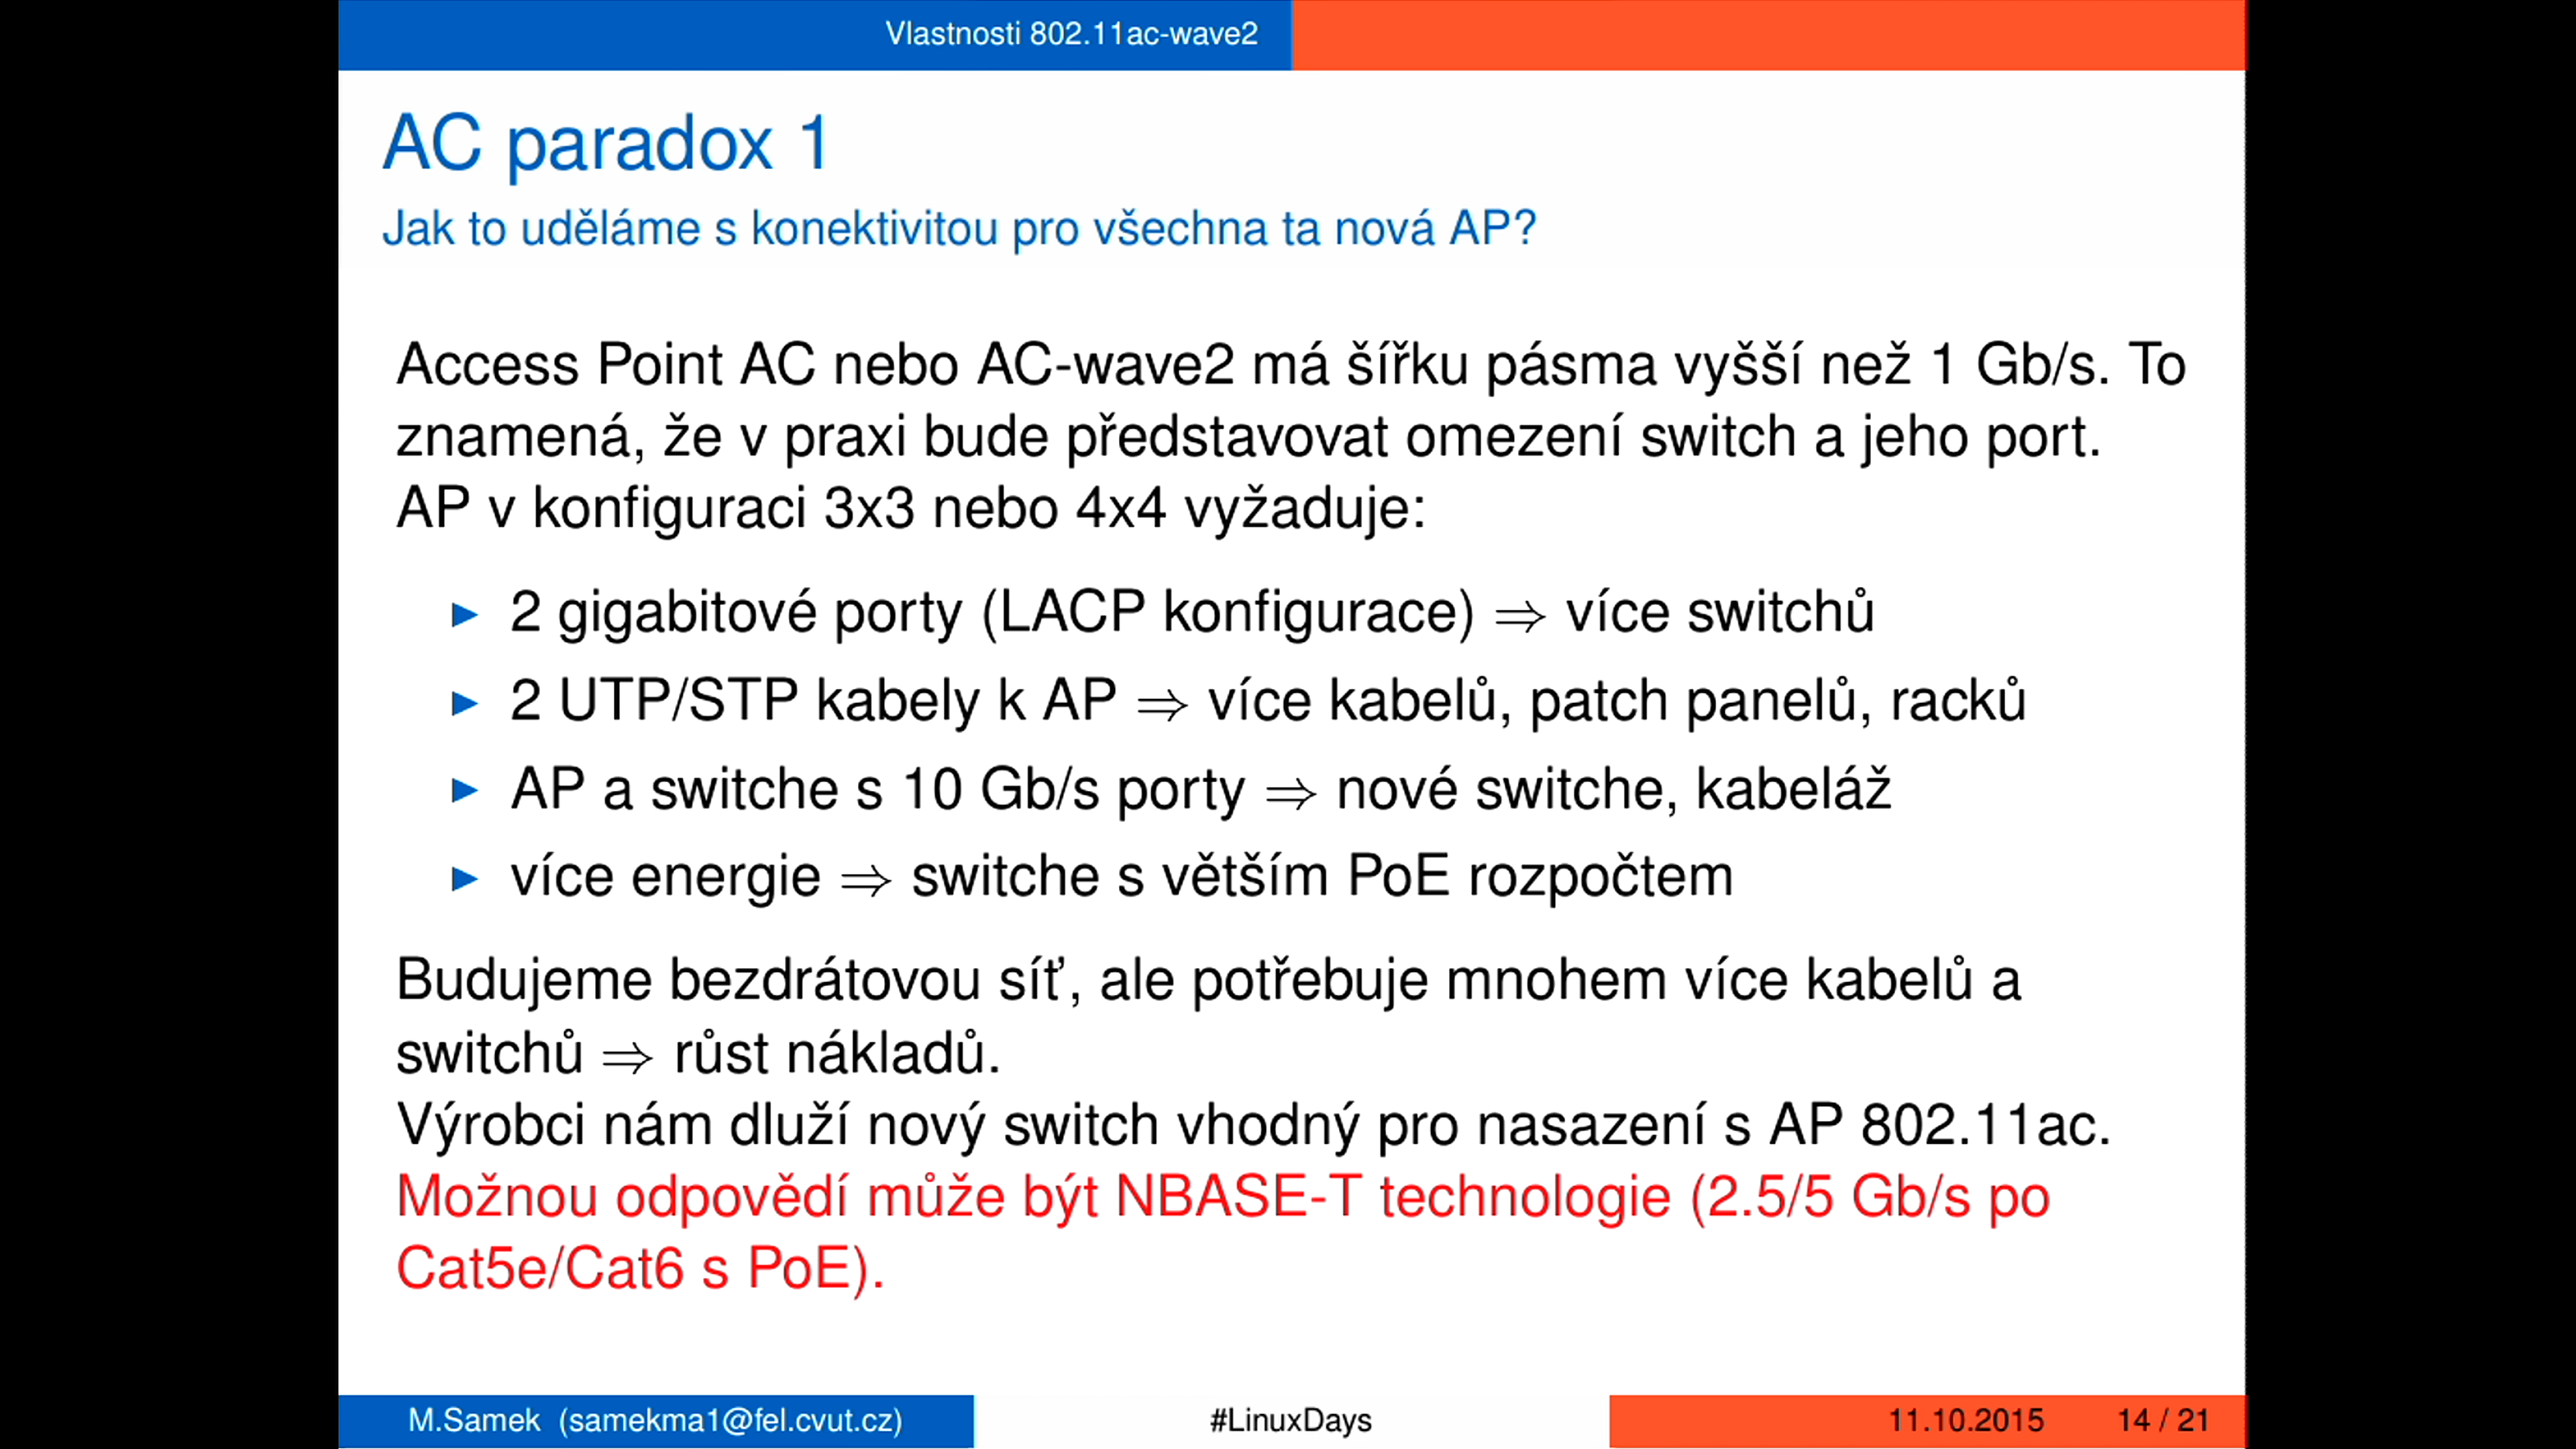 Vlastnosti 802.11ac-wave2
AC paradox 1
Jak to uděláme s konektivitou pro všechna ta nová AP?
Access Point AC nebo AC-wave2 má šířku pásma vyšší než 1 Gb/s. To
znamená, že v praxi bude představovat omezení switch a jeho port.
AP v konfiguraci 3x3 nebo 4x4 vyžaduje:
▶ 2 gigabitové porty (LACP konfigurace) ⇒ více switchů
▶ 2 UTP/STP kabely k AP ⇒ více kabelů, patch panelů, racků
▶ AP a switche s 10 Gb/s porty ⇒ nové switche, kabeláž
▶ více energie ⇒ switche s větším PoE rozpočtem
Budujeme bezdrátovou síť, ale potřebuje mnohem více kabelů a
switchů ⇒ růst nákladů.
Výrobci nám dluží nový switch vhodný pro nasazení s AP 802.11ac.
Možnou odpovědí může být NBASE-T technologie (2.5/5 Gb/s po
Cat5e/Cat6 s PoE).
M.Samek (samekma1@fel.cvut.cz) #LinuxDays 11.10.2015 14 / 21